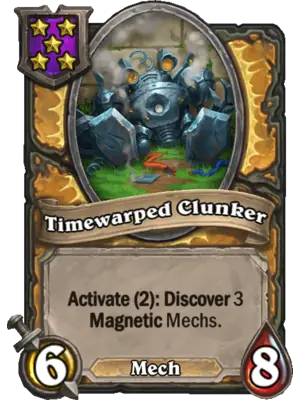 Timewarped Clunker
Activate (2): Discover 3
Magnetic Mechs.
6
Mech
8